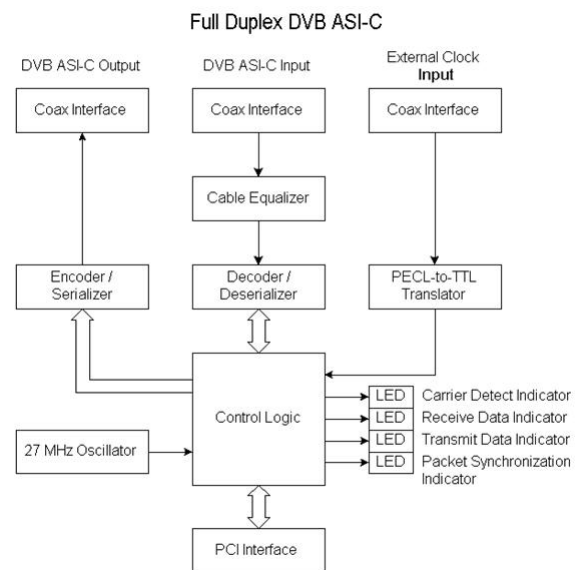 Full Duplex DVB ASI-C
DVB ASI-C Output
DVB ASI-C Input
External Clock
Input
Coax Interface
Coax Interface
Coax Interface
Cable Equalizer
Encoder /
Serializer
Decoder /
Deserializer
PECL-to-TTL
Translator
Control Logic
LED
Carrier Detect Indicator
LED
Receive Data Indicator
LED
Transmit Data Indicator
LED
Packet Synchronization
Indicator
27 MHz Oscillator
PCI Interface